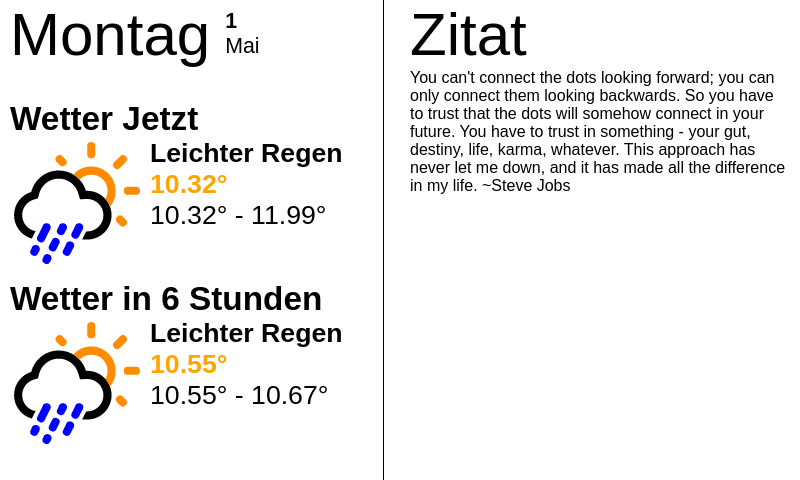 Montag
1
Mai
Wetter Jetzt
Leichter Regen
10.32°
10.32° - 11.99°
Wetter in 6 Stunden
Leichter Regen
10.55°
10.55° - 10.67°
Zitat
You can't connect the dots looking forward; you can
only connect them looking backwards. So you have
to trust that the dots will somehow connect in your
future. You have to trust in something - your gut,
destiny, life, karma, whatever. This approach has
never let me down, and it has made all the difference
in my life. ~Steve Jobs